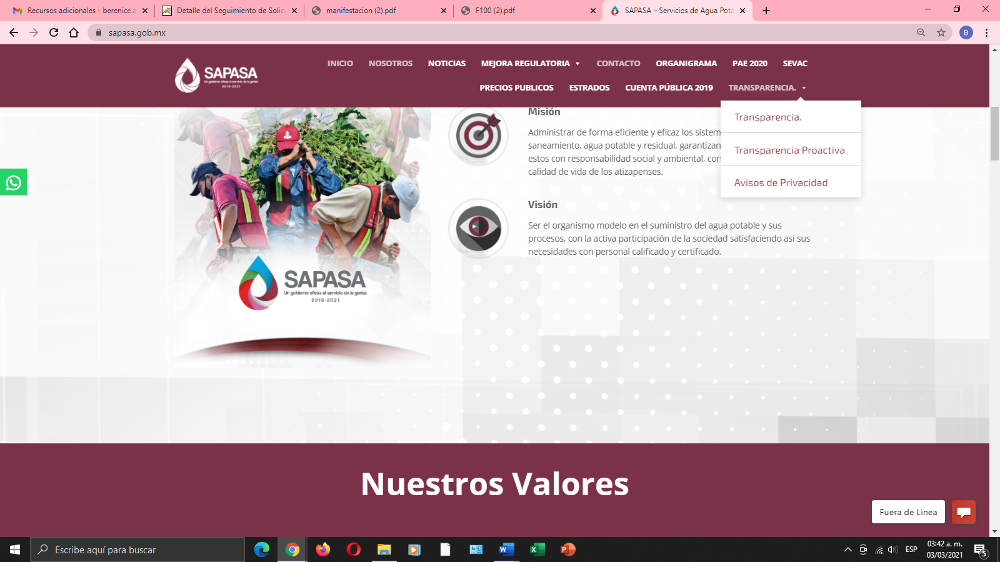 Recursos adicionales - berenice.a
Detalle del Seguimiento de Solici
manifestacion (2).pdf
F100 (2).pdf
SAPASA – Servicios de Agua Pota
sapasa.gob.mx
B
SAPASA
Un gobierno eficaz al servicio de la gente
2019-2021
INICIO NOSOTROS NOTICIAS MEJORA REGULATORIA CONTACTO ORGANIGRAMA PAE 2020 SEVAC
PRECIOS PUBLICOS ESTRADOS CUENTA PÚBLICA 2019 TRANSPARENCIA.
Transparencia.
Transparencia Proactiva
Avisos de Privacidad
Misión
Administrar de forma eficiente y eficaz los sistem
saneamiento, agua potable y residual, garantizan
estos con responsabilidad social y ambiental, con
calidad de vida de los atizapenses.
Visión
Ser el organismo modelo en el suministro del agua potable y sus
procesos, con la activa participación de la sociedad satisfaciendo así sus
necesidades con personal calificado y certificado.
SAPASA
Un gobierno eficaz al servicio de la gente
2019-2021
Nuestros Valores
Fuera de Linea
Escribe aquí para buscar
ESP
03:42 a. m.
03/03/2021
5